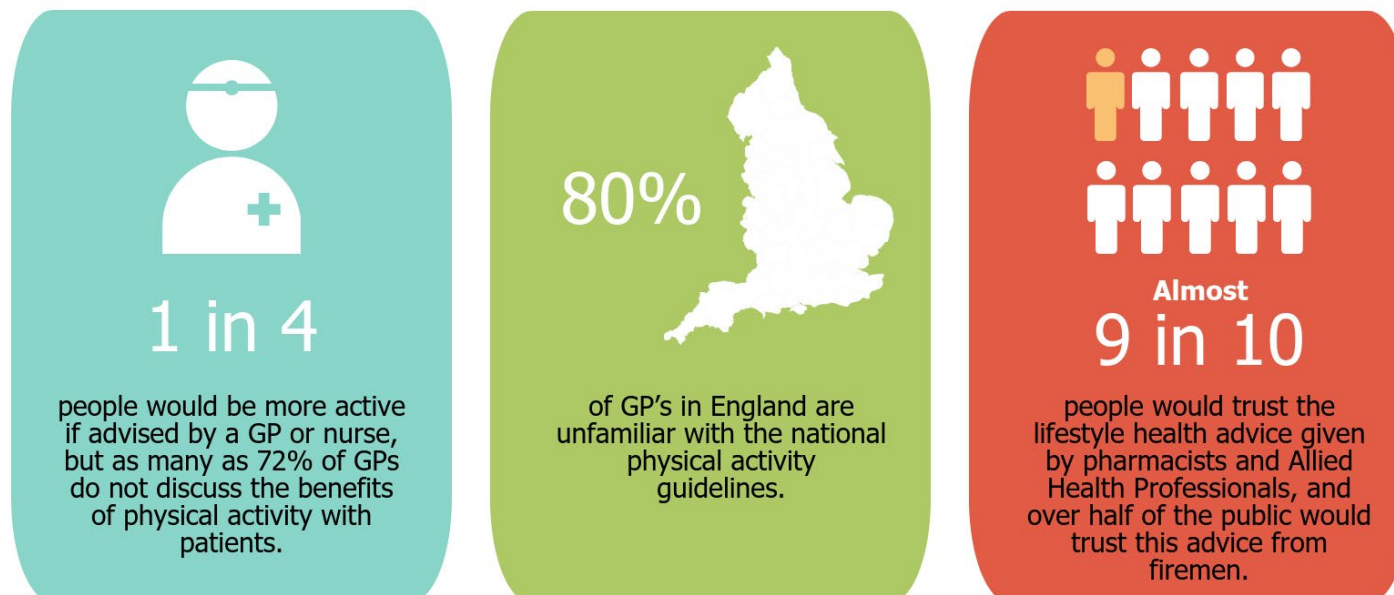 1 in 4
people would be more active
if advised by a GP or nurse,
but as many as 72% of GPs
do not discuss the benefits
of physical activity with
patients.
80%
of GP’s in England are
unfamiliar with the national
physical activity
guidelines.
Almost
9 in 10
people would trust the
lifestyle health advice given
by pharmacists and Allied
Health Professionals, and
over half of the public would
trust this advice from
firemen.